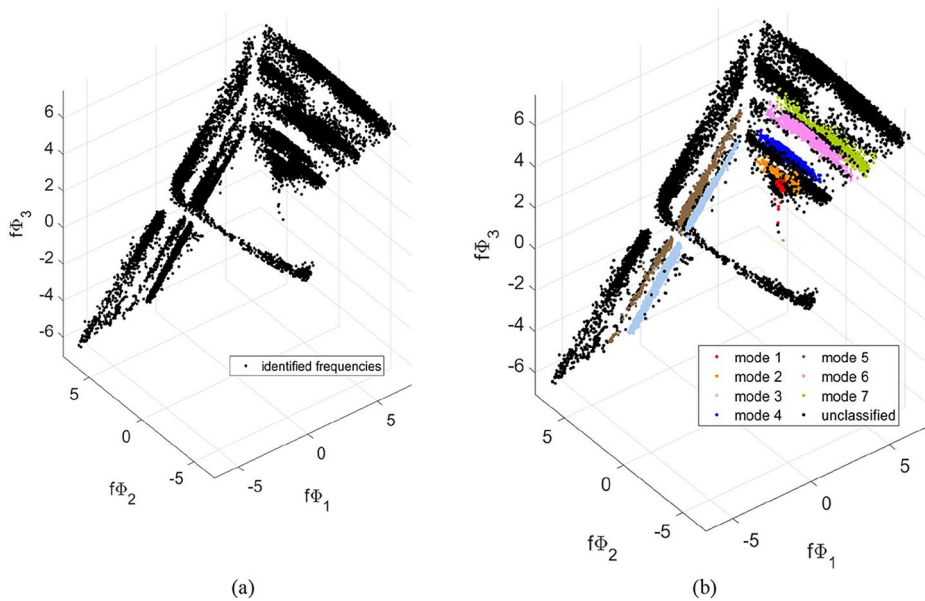 6
4
2
0
-2
-4
-6
fΦ3
5
0
-5
fΦ2
-5
0
5
fΦ1
identified frequencies
(a)
6
4
2
0
-2
-4
-6
fΦ3
5
0
-5
fΦ2
-5
0
5
fΦ1
mode 1
mode 2
mode 3
mode 4
mode 5
mode 6
mode 7
unclassified
(b)